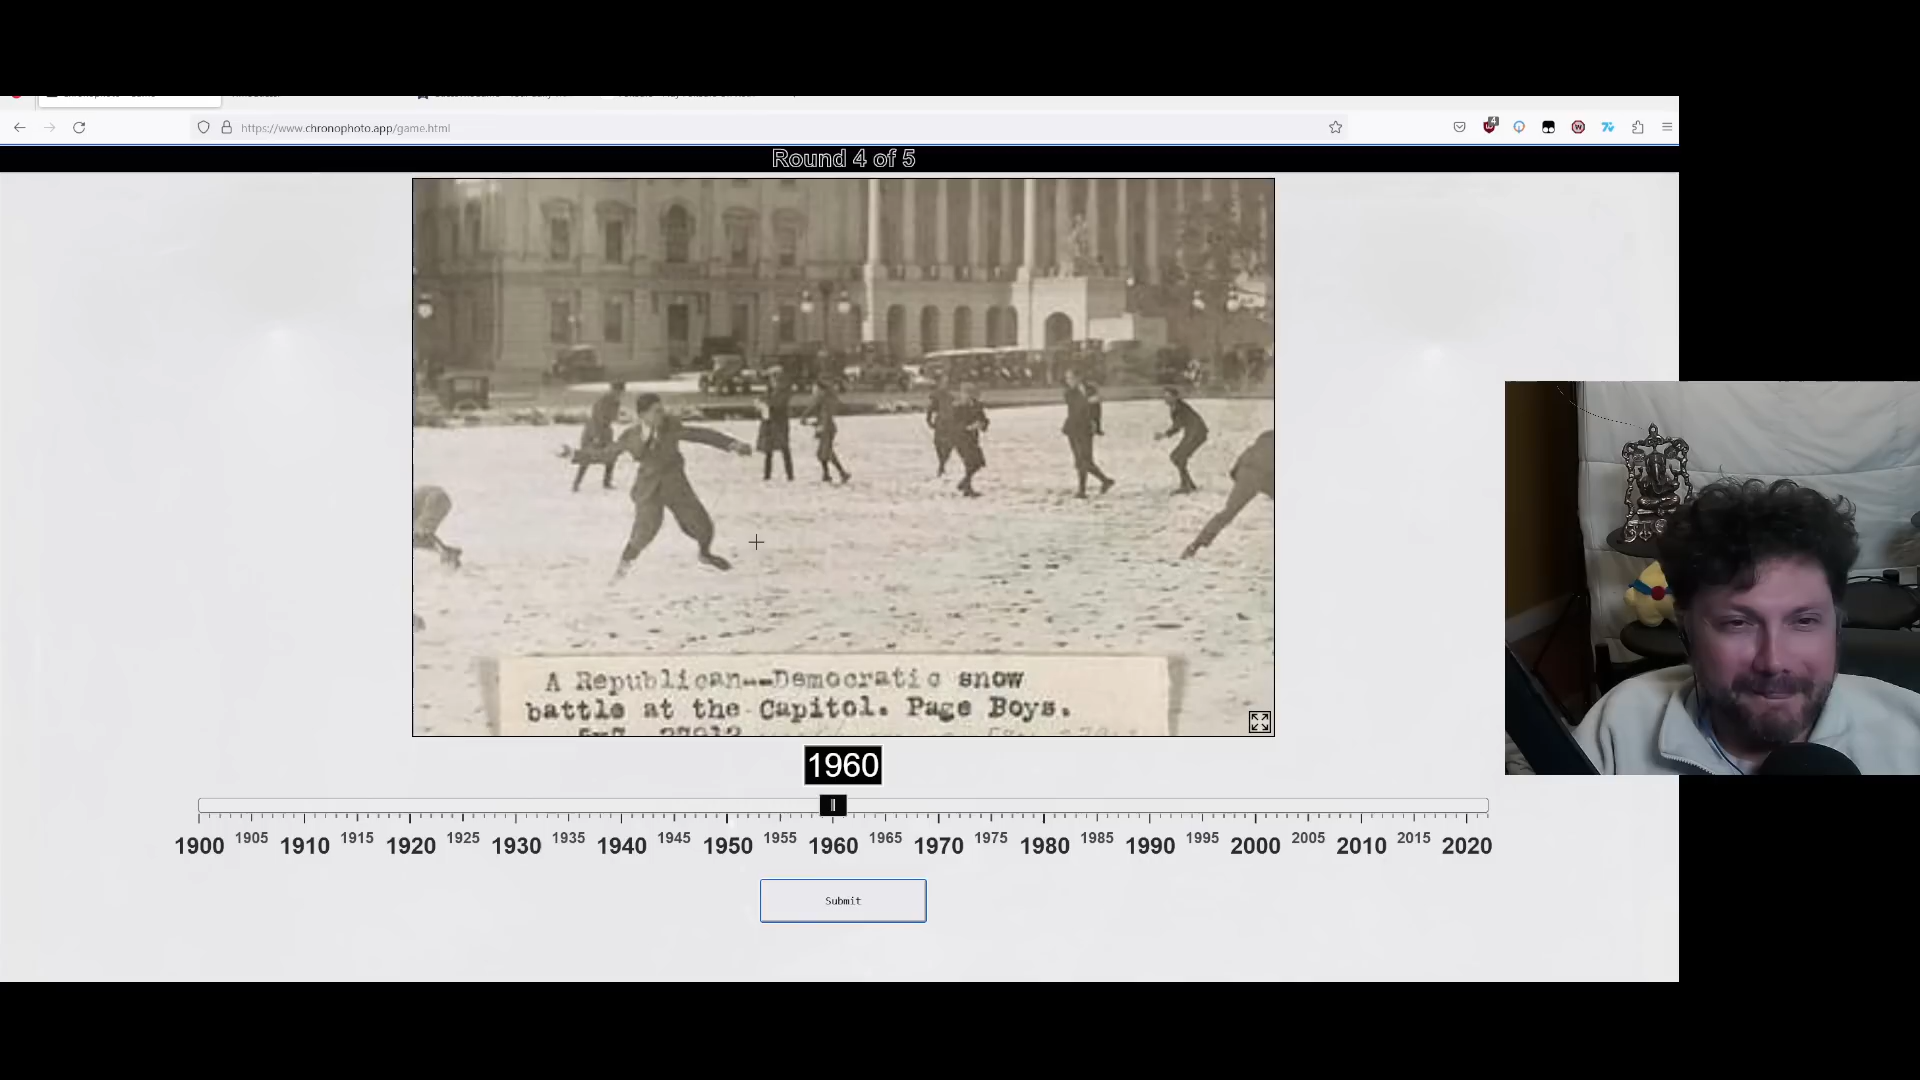 https://www.chronophoto.app/game.html
Round 4 of 5
A Republican--Democratic snow
battle at the Capitol. Page Boys.
1960
1900 1905 1910 1915 1920 1925 1930 1935 1940 1945 1950 1955 1960 1965 1970 1975 1980 1985 1990 1995 2000 2005 2010 2015 2020
Submit